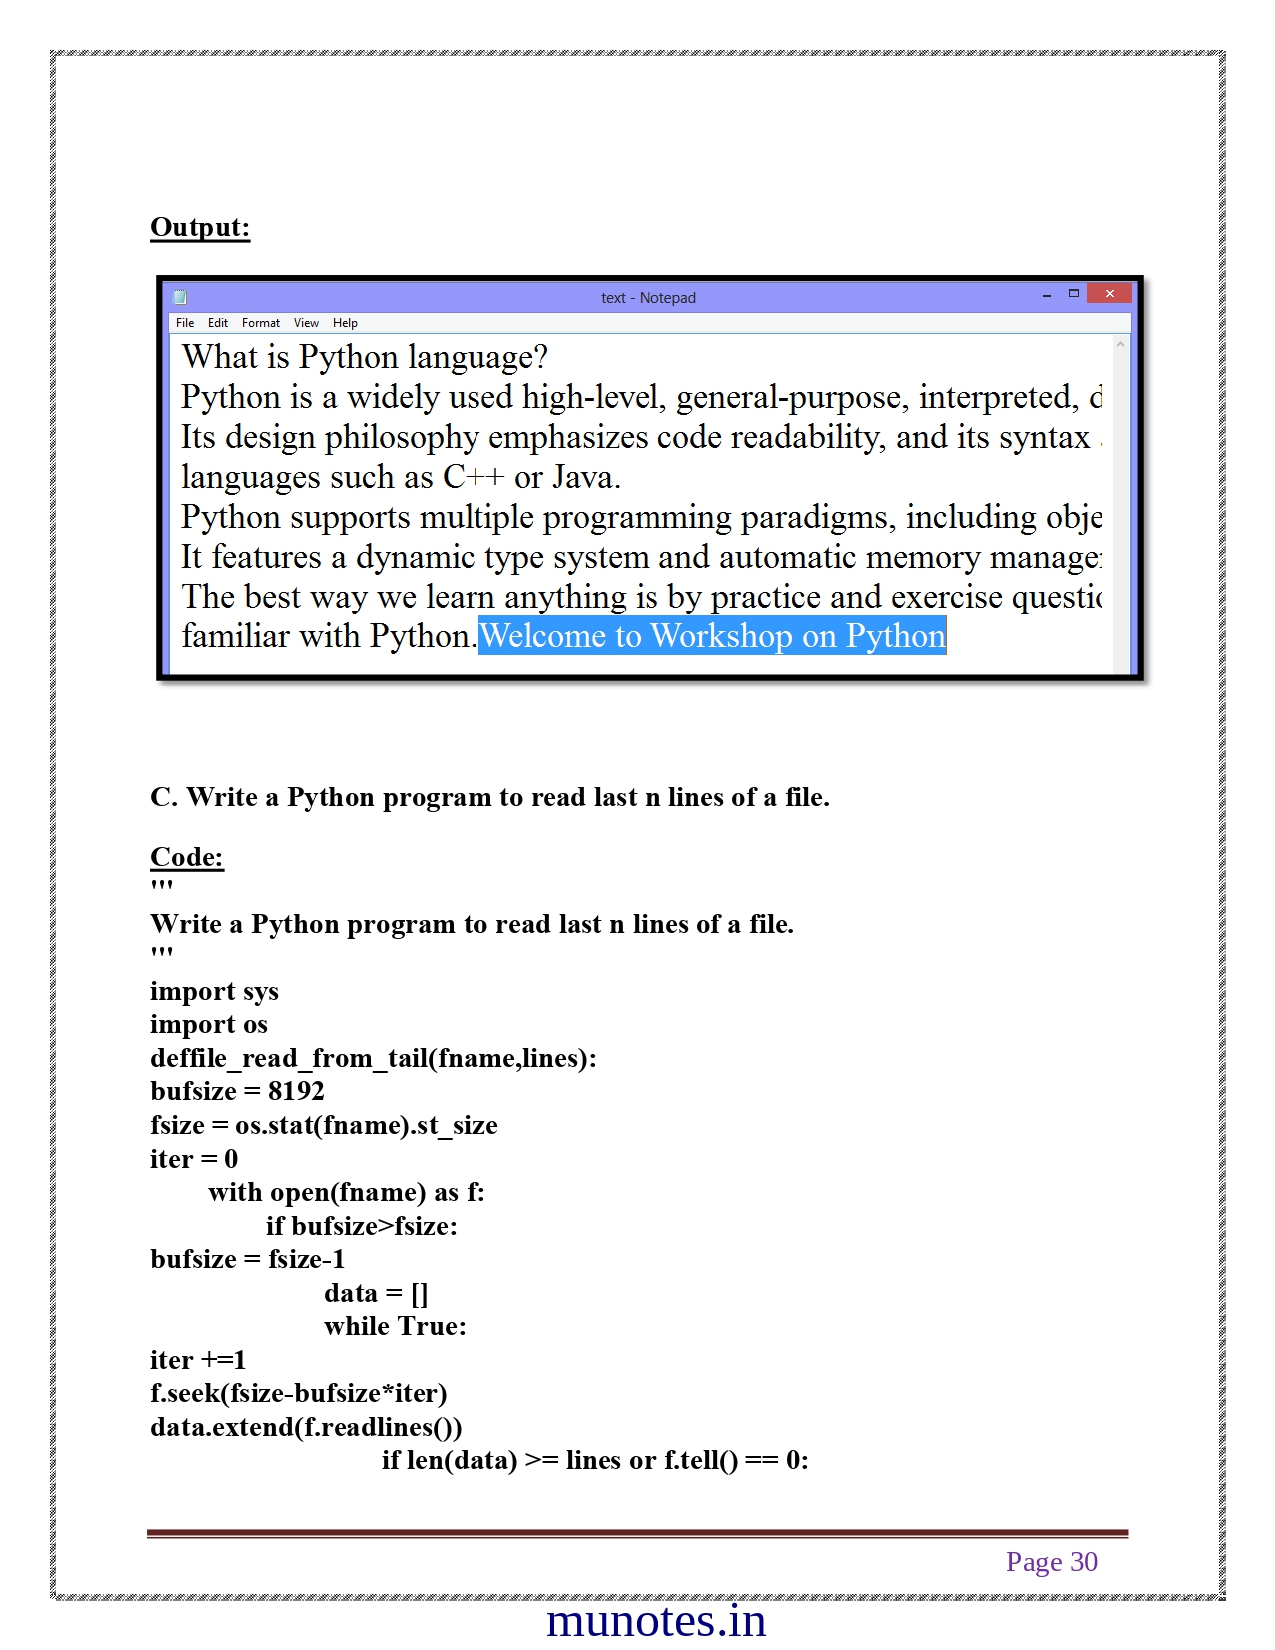 Output:
text - Notepad
File Edit Format View Help
What is Python language?
Python is a widely used high-level, general-purpose, interpreted, d
Its design philosophy emphasizes code readability, and its syntax
languages such as C++ or Java.
Python supports multiple programming paradigms, including obje
It features a dynamic type system and automatic memory manage
The best way we learn anything is by practice and exercise questio
familiar with Python.Welcome to Workshop on Python
C. Write a Python program to read last n lines of a file.
Code:
'''
Write a Python program to read last n lines of a file.
'''
import sys
import os
deffile_read_from_tail(fname,lines):
bufsize = 8192
fsize = os.stat(fname).st_size
iter = 0
with open(fname) as f:
if bufsize>fsize:
bufsize = fsize-1
data = []
while True:
iter +=1
f.seek(fsize-bufsize*iter)
data.extend(f.readlines())
if len(data) >= lines or f.tell() == 0:
Page 30
munotes.in